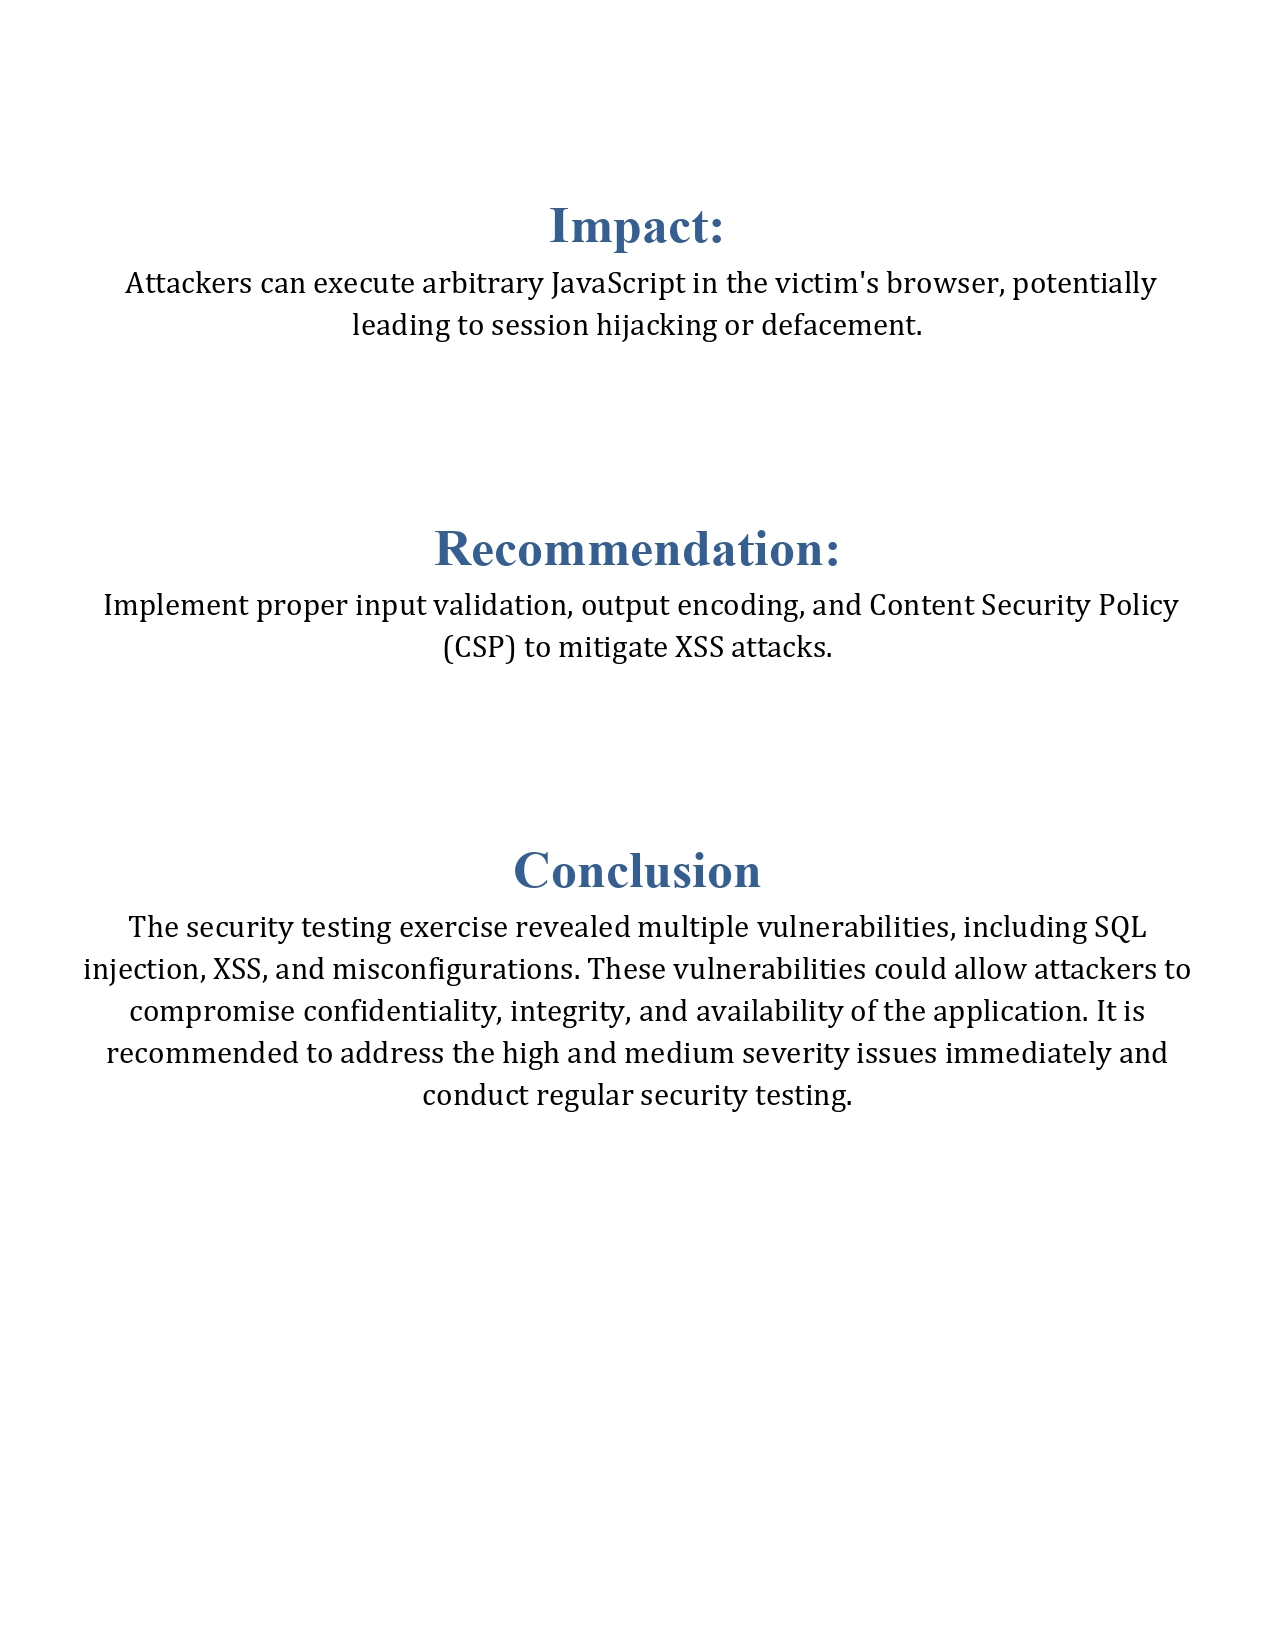 Impact:
Attackers can execute arbitrary JavaScript in the victim's browser, potentially
leading to session hijacking or defacement.
Recommendation:
Implement proper input validation, output encoding, and Content Security Policy
(CSP) to mitigate XSS attacks.
Conclusion
The security testing exercise revealed multiple vulnerabilities, including SQL
injection, XSS, and misconfigurations. These vulnerabilities could allow attackers to
compromise confidentiality, integrity, and availability of the application. It is
recommended to address the high and medium severity issues immediately and
conduct regular security testing.